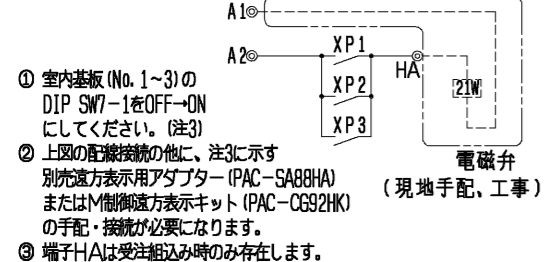 A1
A2
XP1
HA
XP2
21W
XP3
電磁弁
(現地手配、工事)
① 室内基板(No.1~3)の
DIP SW7-1をOFF→ON
にしてください。(注3)
② 上図の配線接続の他に、注3に示す
別売遠方表示用アダプター(PAC-SA88HA)
またはM制御遠方表示キット(PAC-CG92HK)
の手配・接続が必要になります。
③ 端子HAは受注組込み時のみ存在します。